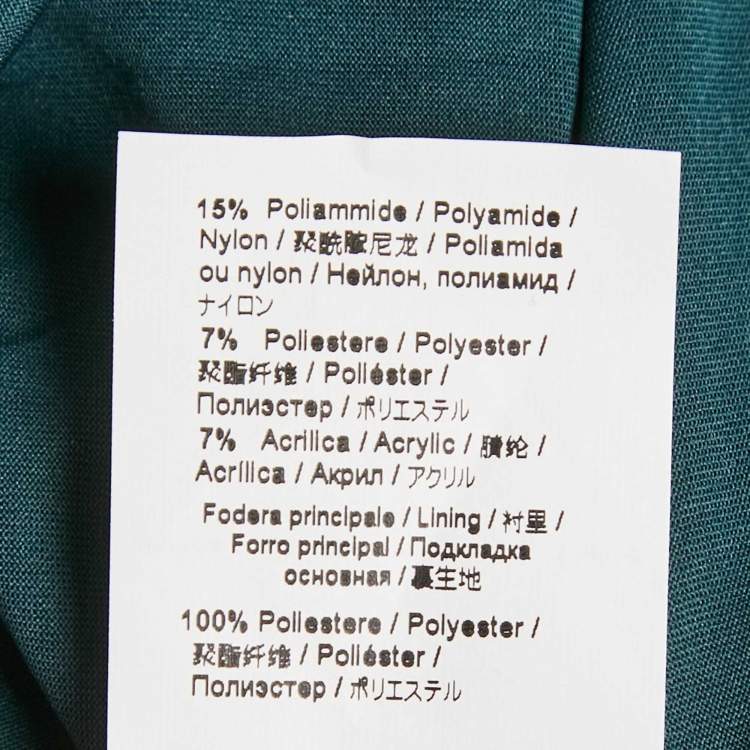 15% Poliammide / Polyamide /
Nylon / 聚酰胺尼龙 / Poliamida
ou nylon / Нейлон, полиамид /
ナイロン
7% Poliestere / Polyester /
聚酯纤维 / Poliéster /
Полиэстер / ポリエステル
7% Acrilica / Acrylic / 腈纶 /
Acrílica / Акрил / アクリル
Fodera principale / Lining / 衬里 /
Forro principal / Подкладка
основная / 裏生地
100% Poliestere / Polyester /
聚酯纤维 / Poliéster /
Полиэстер / ポリエステル